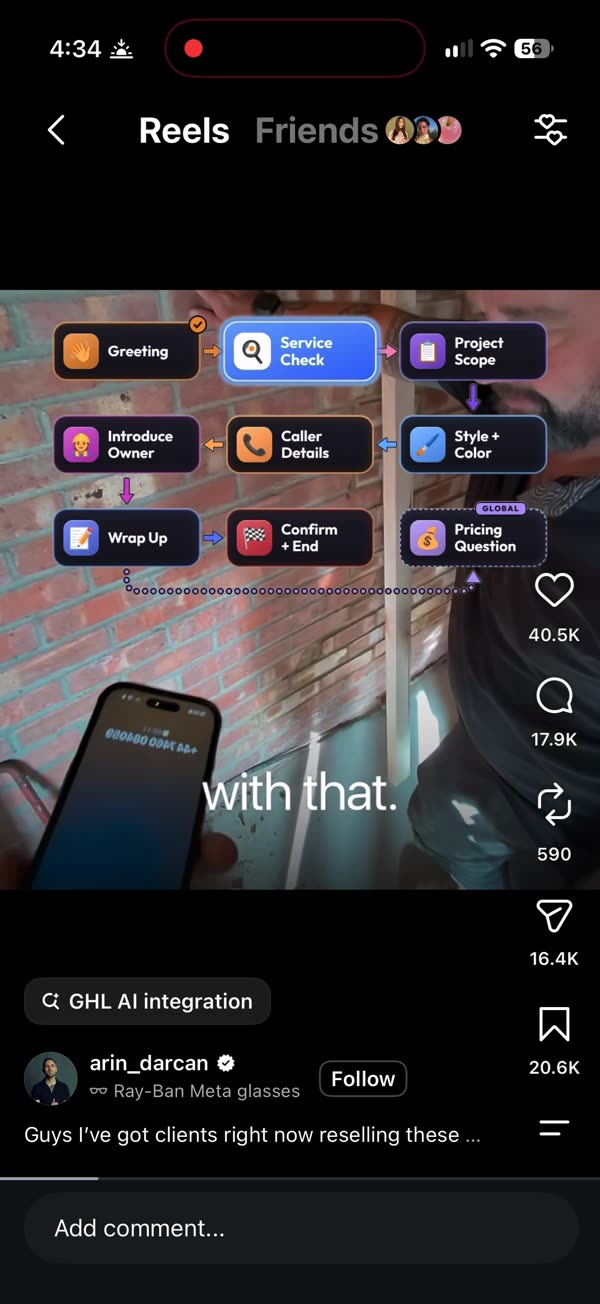 4:34
56
Reels Friends
Greeting
Service
Check
Project
Scope
Introduce
Owner
Caller
Details
Style +
Color
GLOBAL
Wrap Up
Confirm
+ End
Pricing
Question
40.5K
17.9K
with that.
590
16.4K
GHL AI integration
20.6K
arin_darcan
Ray-Ban Meta glasses
Follow
Guys I’ve got clients right now reselling these ...
Add comment...